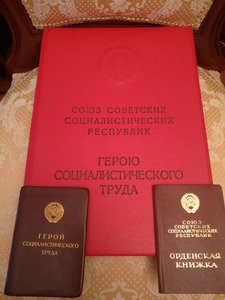 СОЮЗ СОВЕТСКИХ
СОЦИАЛИСТИЧЕСКИХ
РЕСПУБЛИК
ГЕРОЮ
СОЦИАЛИСТИЧЕСКОГО
ТРУДА
ГЕРОЙ
СОЦИАЛИСТИЧЕСКОГО
ТРУДА
СОЮЗ
СОВЕТСКИХ
СОЦИАЛИСТИЧЕСКИХ
РЕСПУБЛИК
ОРДЕНСКАЯ
КНИЖКА